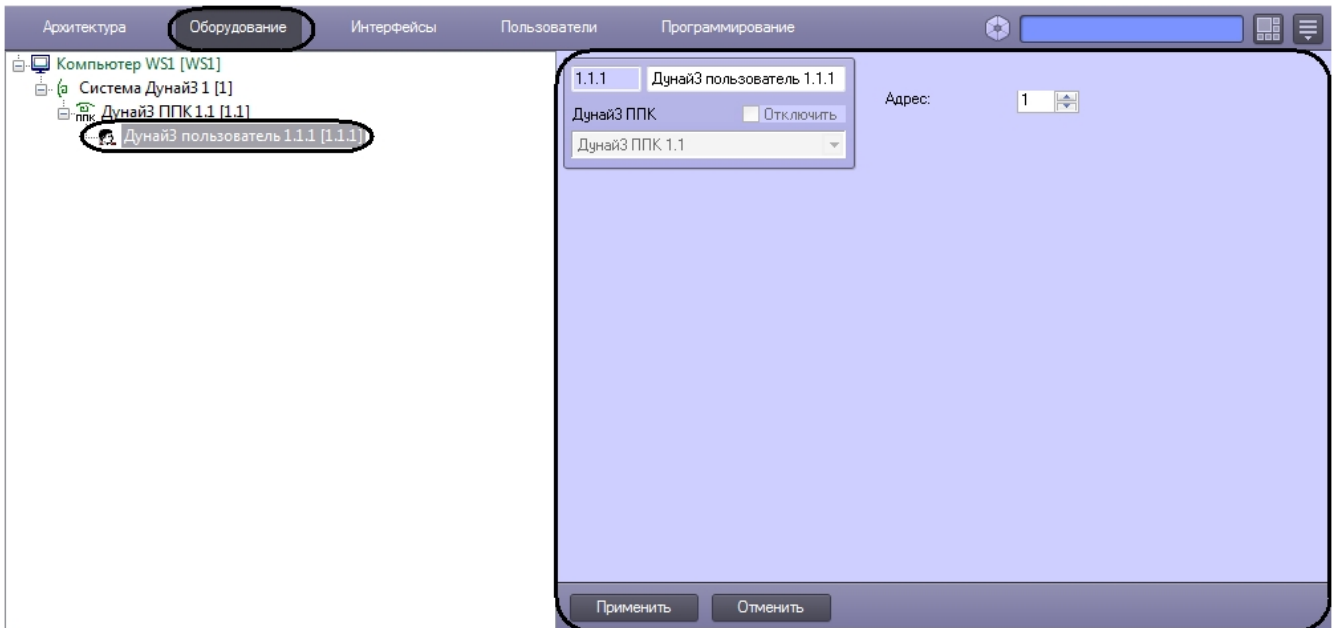 Архитектура Оборудование Интерфейсы Пользователи Программирование
Компьютер WS1 [WS1]
Система Дунай3 1 [1]
ппк Дунай3 ППК 1.1 [1.1]
Дунай3 пользователь 1.1.1 [1.1.1]
1.1.1 Дунай3 пользователь 1.1.1
Дунай3 ППК Отключить
Дунай3 ППК 1.1
Адрес: 1
Применить Отменить